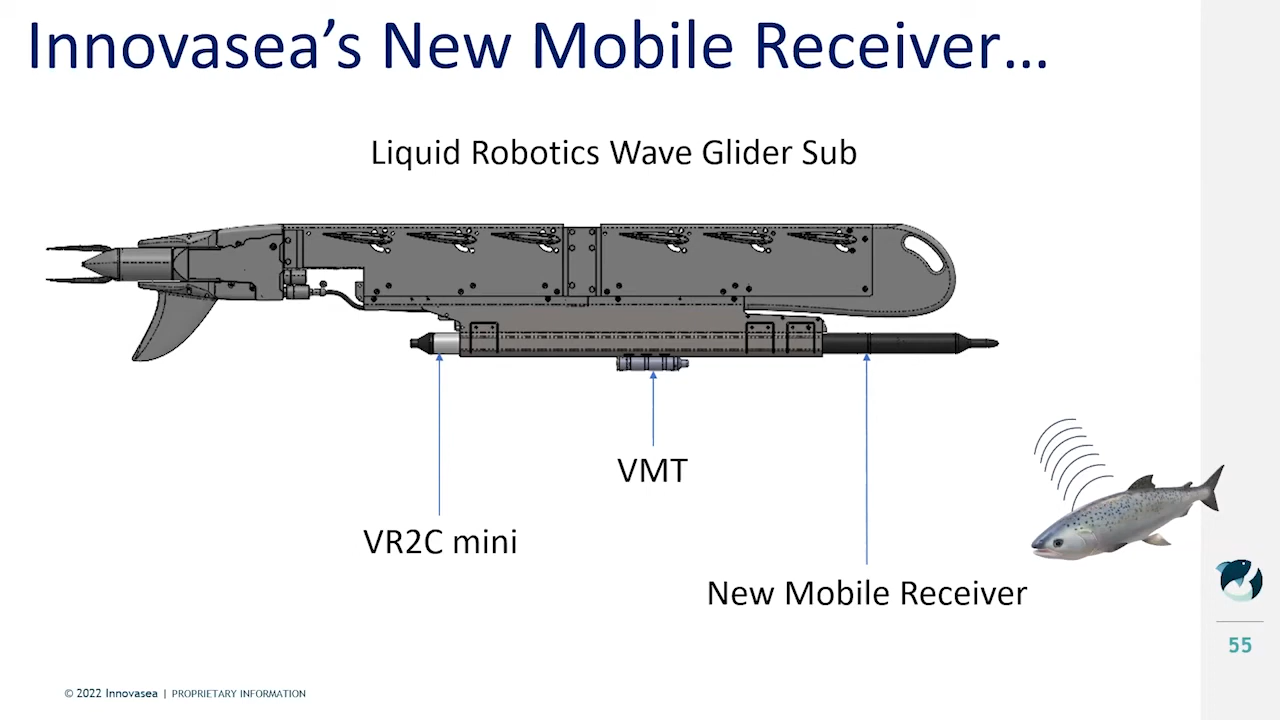 Innovasea’s New Mobile Receiver…
Liquid Robotics Wave Glider Sub
VMT
VR2C mini
New Mobile Receiver
55
© 2022 Innovasea | PROPRIETARY INFORMATION